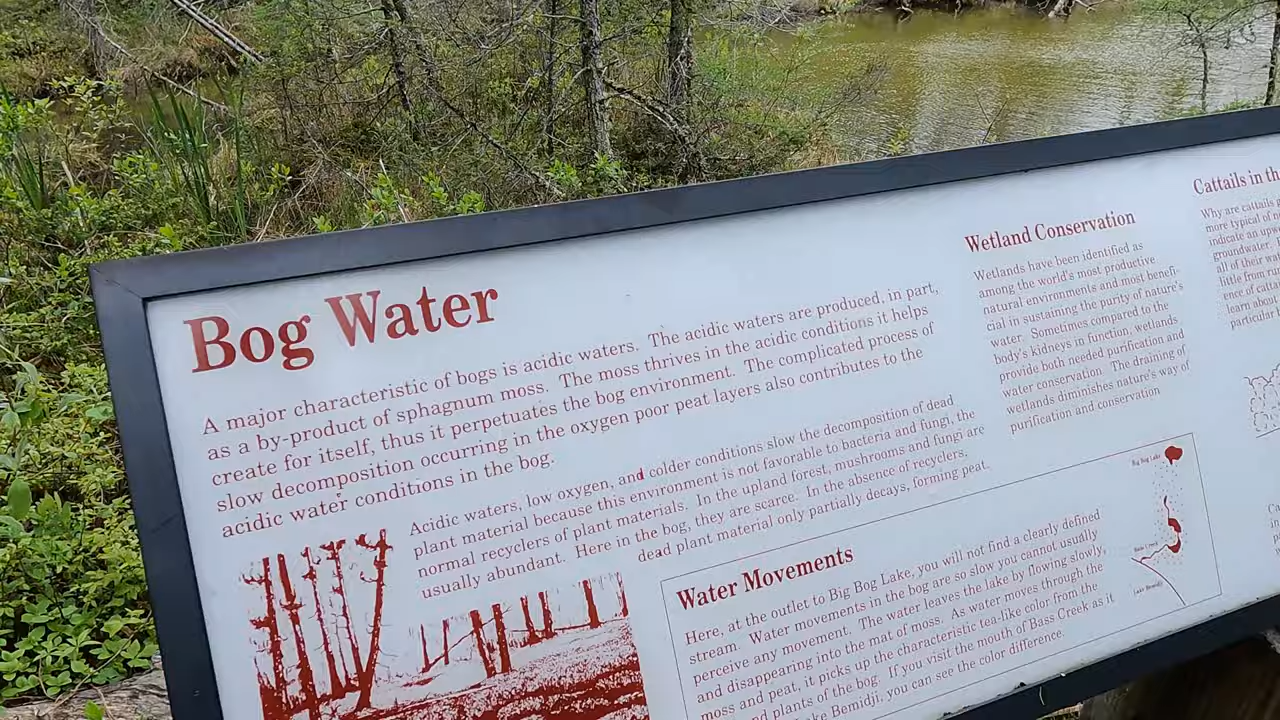 Bog Water
A major characteristic of bogs is acidic waters. The acidic waters are produced, in part,
as a by-product of sphagnum moss. The moss thrives in the acidic conditions it helps
create for itself, thus it perpetuates the bog environment. The complicated process of
slow decomposition occurring in the oxygen poor peat layers also contributes to the
acidic water conditions in the bog.
Acidic waters, low oxygen, and colder conditions slow the decomposition of dead
plant material because this environment is not favorable to bacteria and fungi, the
normal recyclers of plant materials. In the upland forest, mushrooms and fungi are
usually abundant. Here in the bog, they are scarce. In the absence of recyclers,
dead plant material only partially decays, forming peat.
Water Movements
Here, at the outlet to Big Bog Lake, you will not find a clearly defined
stream. Water movements in the bog are so slow you cannot usually
perceive any movement. The water leaves the lake by flowing slowly,
and disappearing into the mat of moss. As water moves through the
moss and peat, it picks up the characteristic tea-like color from the
and plants of the bog. If you visit the mouth of Bass Creek as it
Lake Bemidji, you can see the color difference.
Big Bog Lake
Lake Bemidji
Wetland Conservation
Wetlands have been identified as
among the world's most productive
natural environments and most benefi-
cial in sustaining the purity of nature's
water. Sometimes compared to the
body's kidneys in function, wetlands
provide both needed purification and
water conservation. The draining of
wetlands diminishes nature's way of
purification and conservation
Cattails in th
Why are cattails g
more typical of m
indicate an upw
groundwater.
all of their wa
little from ru
ence of catta
learn about
particular